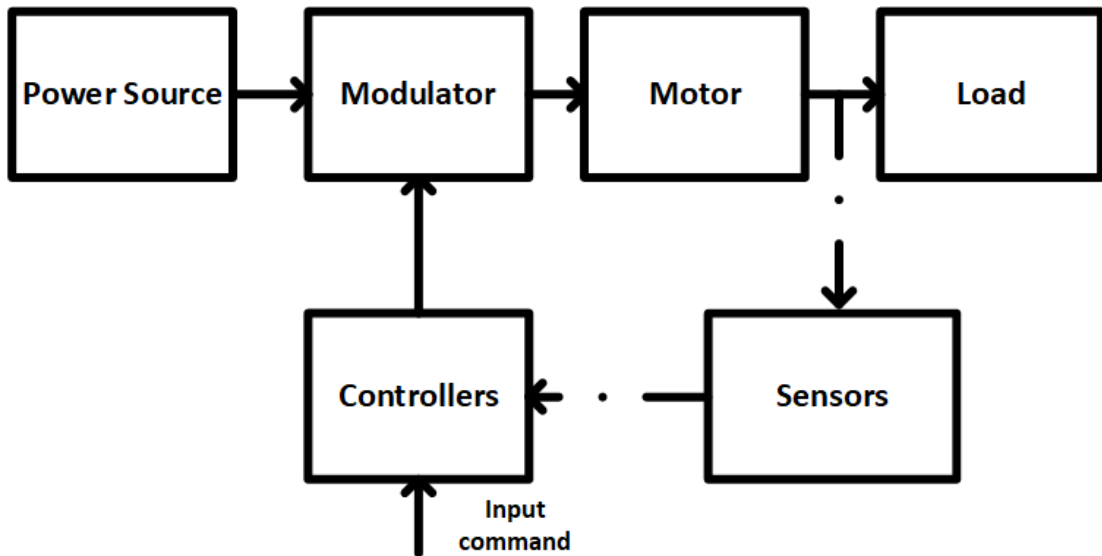 Power Source
Modulator
Motor
Load
Controllers
Sensors
Input
command